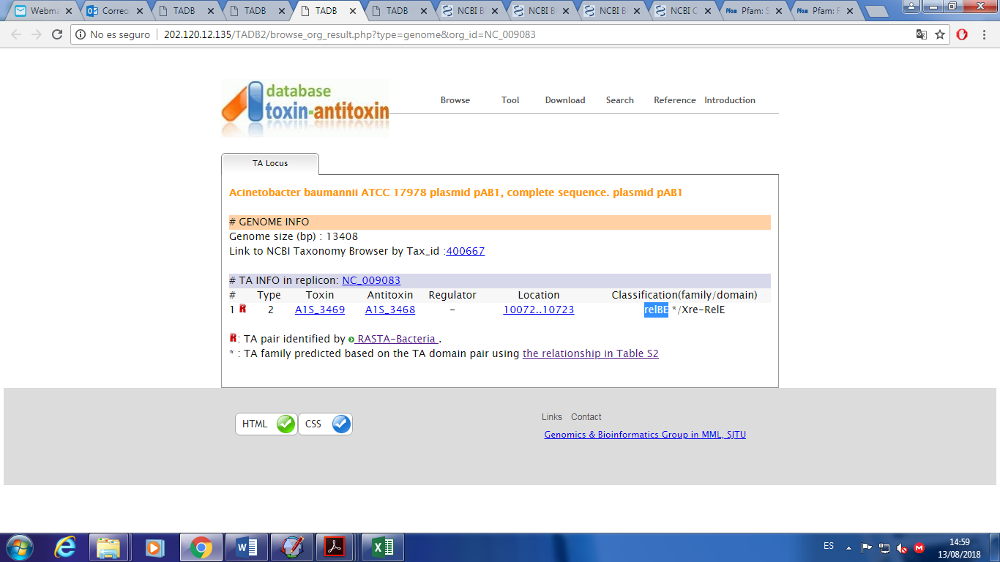 Webma
Correo
TADB
TADB
TADB
TADB
NCBI B
NCBI B
NCBI B
NCBI C
Pfam: S
Pfam: F
No es seguro
202.120.12.135/TADB2/browse_org_result.php?type=genome&org_id=NC_009083
database
toxin-antitoxin
Browse Tool Download Search Reference Introduction
TA Locus
Acinetobacter baumannii ATCC 17978 plasmid pAB1, complete sequence. plasmid pAB1
# GENOME INFO
Genome size (bp) : 13408
Link to NCBI Taxonomy Browser by Tax_id :400667
# TA INFO in replicon: NC_009083
# Type Toxin Antitoxin Regulator Location Classification(family/domain)
1 R 2 A1S_3469 A1S_3468 - 10072..10723 relBE */Xre-RelE
R: TA pair identified by RASTA-Bacteria .
* : TA family predicted based on the TA domain pair using the relationship in Table S2
HTML CSS
Links Contact
Genomics & Bioinformatics Group in MML, SJTU
ES
14:59
13/08/2018